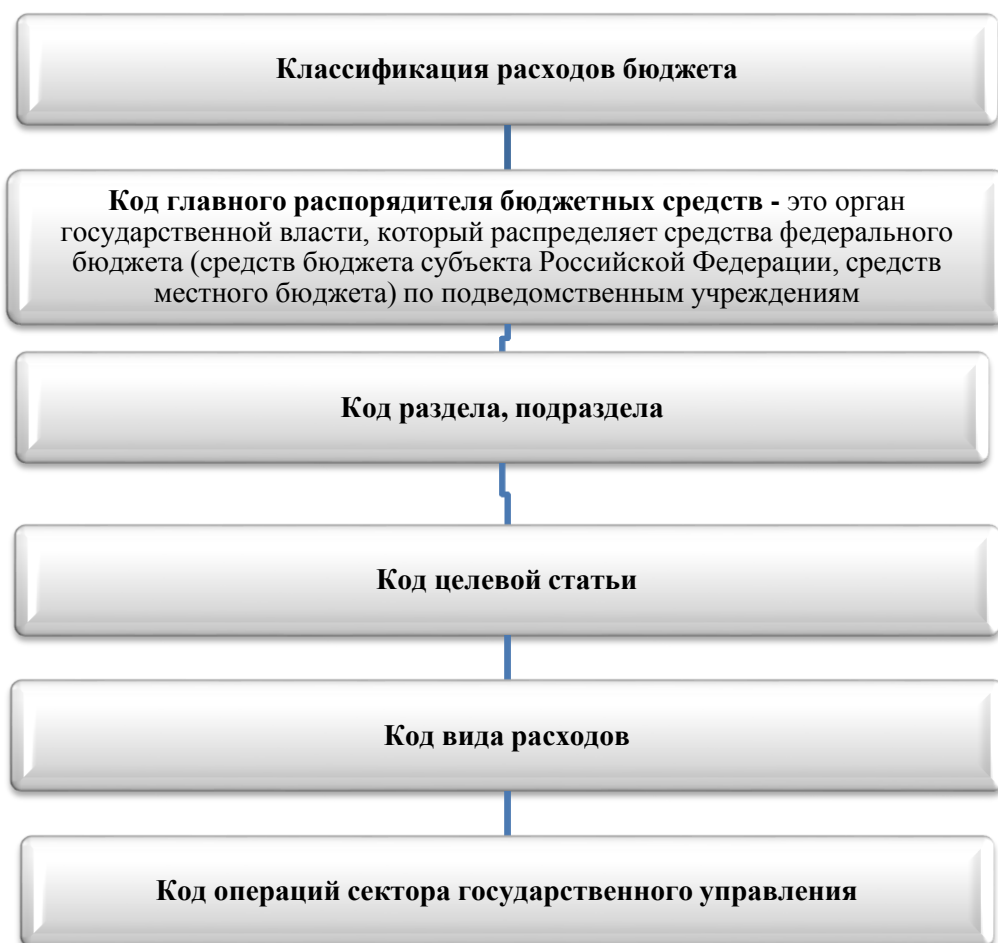 Классификация расходов бюджета
Код главного распорядителя бюджетных средств - это орган
государственной власти, который распределяет средства федерального
бюджета (средств бюджета субъекта Российской Федерации, средств
местного бюджета) по подведомственным учреждениям
Код раздела, подраздела
Код целевой статьи
Код вида расходов
Код операций сектора государственного управления